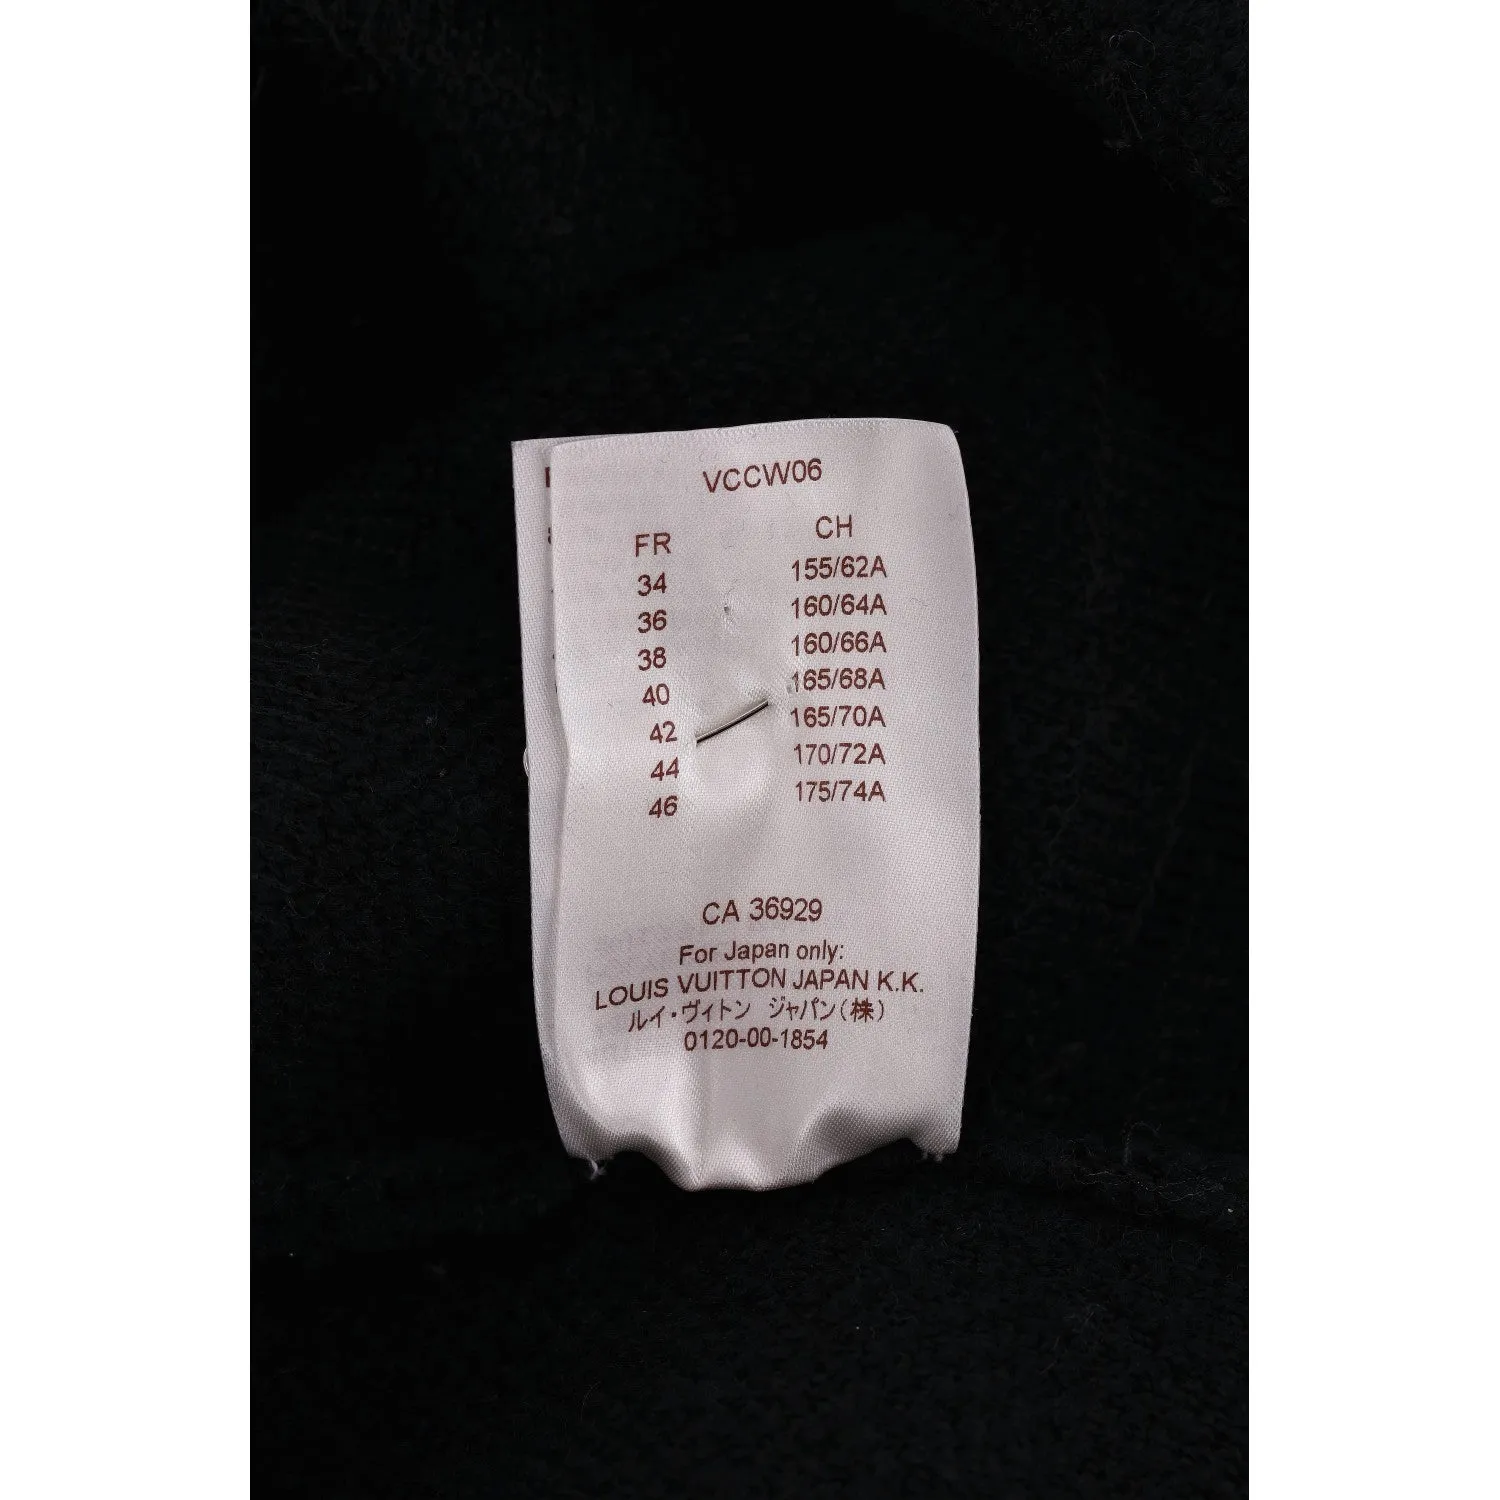 VCCW06
FR CH
34 155/62A
36 160/64A
38 160/66A
40 165/68A
42 165/70A
44 170/72A
46 175/74A
CA 36929
For Japan only:
LOUIS VUITTON JAPAN K.K.
ルイ・ヴィトン ジャパン(株)
0120-00-1854